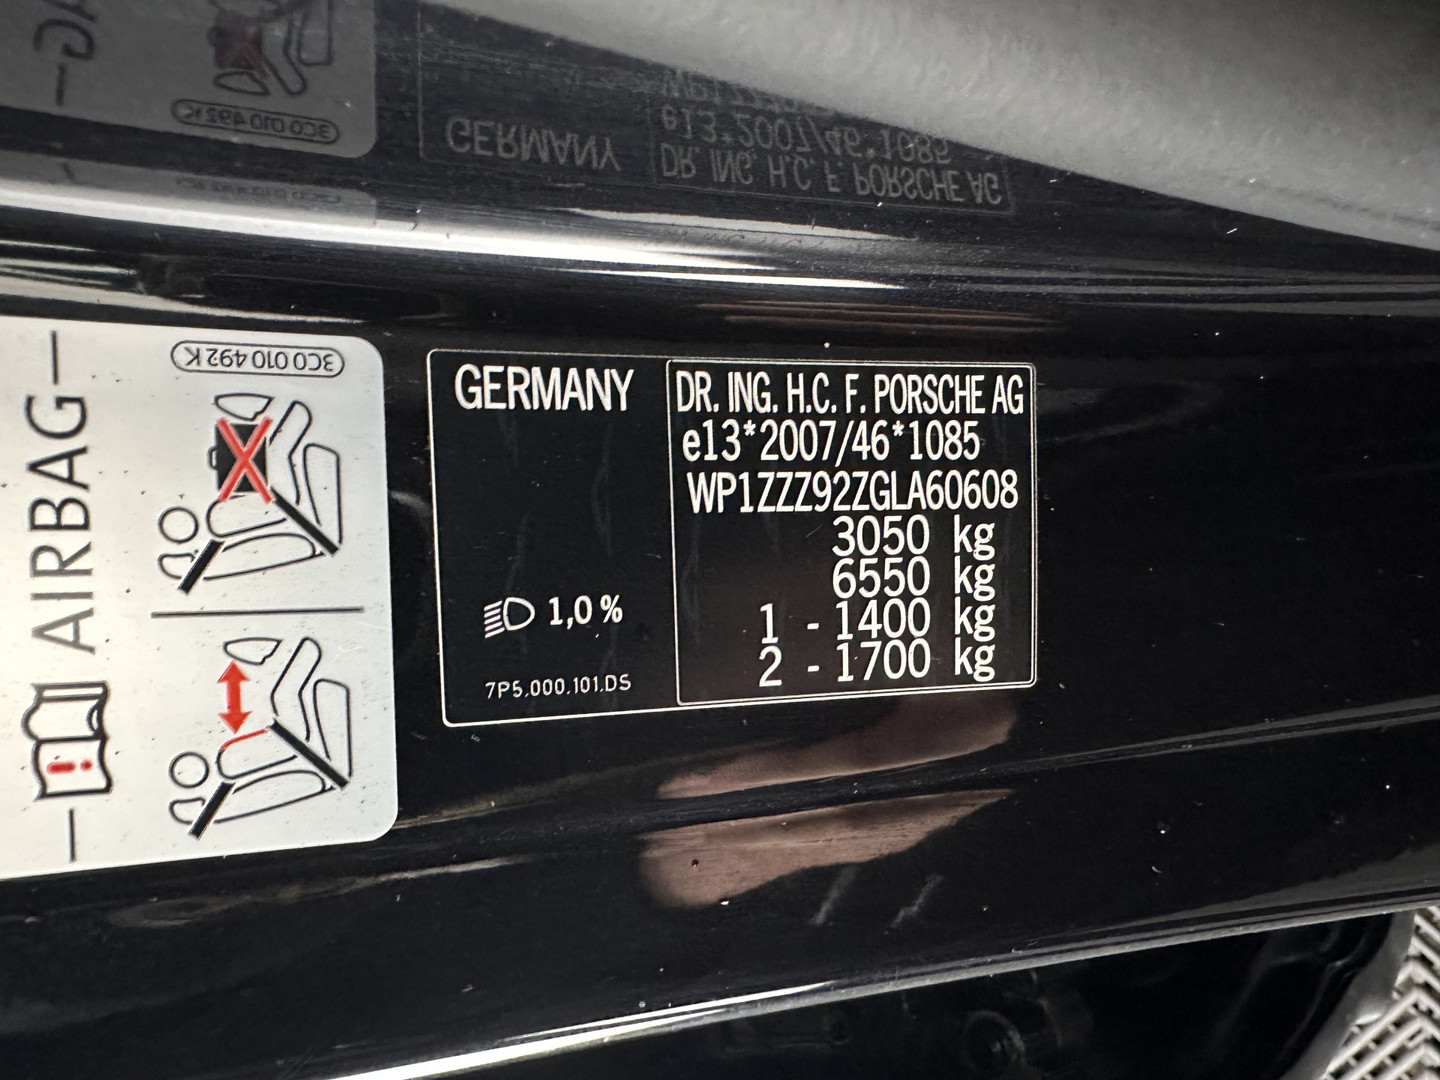 AIRBAG
3C0 010 492 K
GERMANY
1,0 %
7P5.000.101.DS
DR. ING. H.C. F. PORSCHE AG
e13*2007/46*1085
WP1ZZZ92ZGLA60608
3050 kg
6550 kg
1 - 1400 kg
2 - 1700 kg